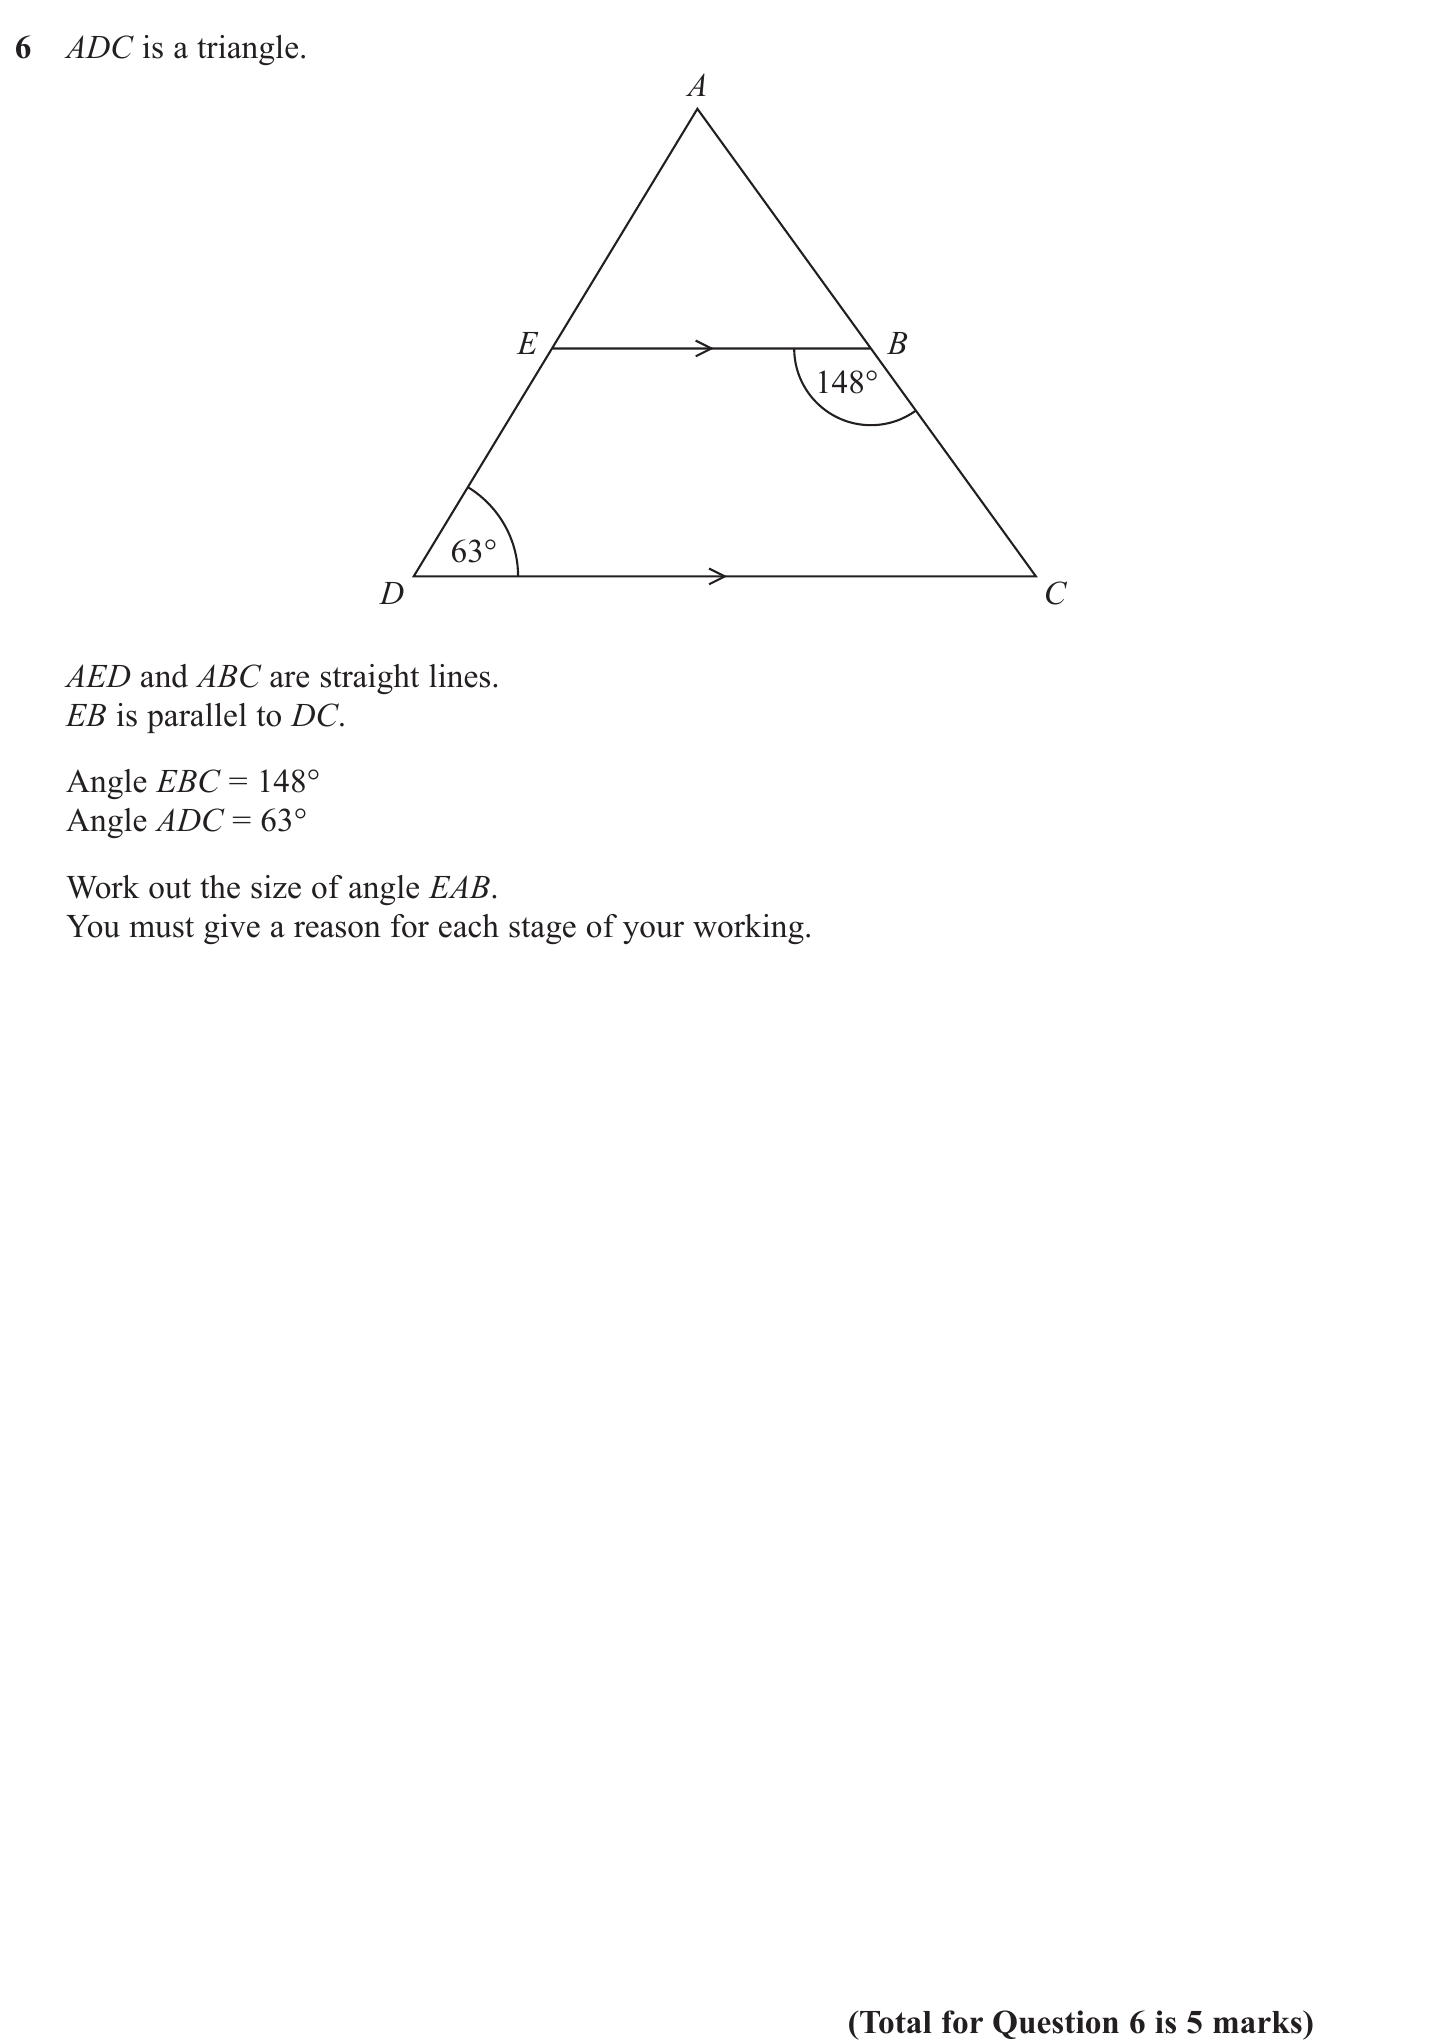 6 ADC is a triangle.
A
E
B
148°
63°
D
C
AED and ABC are straight lines.
EB is parallel to DC.
Angle EBC = 148°
Angle ADC = 63°
Work out the size of angle EAB.
You must give a reason for each stage of your working.
(Total for Question 6 is 5 marks)